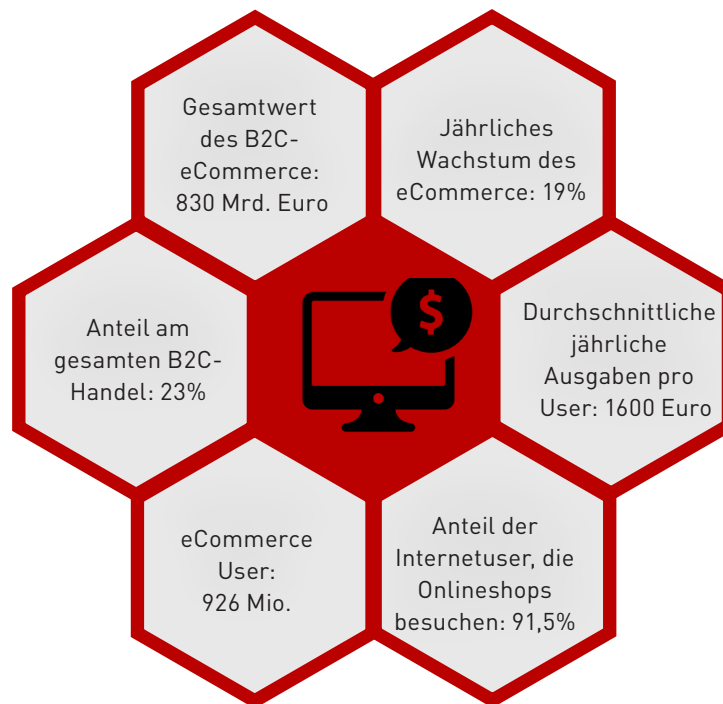 Gesamtwert
des B2C-
eCommerce:
830 Mrd. Euro
Jährliches
Wachstum des
eCommerce: 19%
Anteil am
gesamten B2C-
Handel: 23%
$
Durchschnittliche
jährliche
Ausgaben pro
User: 1600 Euro
eCommerce
User:
926 Mio.
Anteil der
Internetuser, die
Onlineshops
besuchen: 91,5%